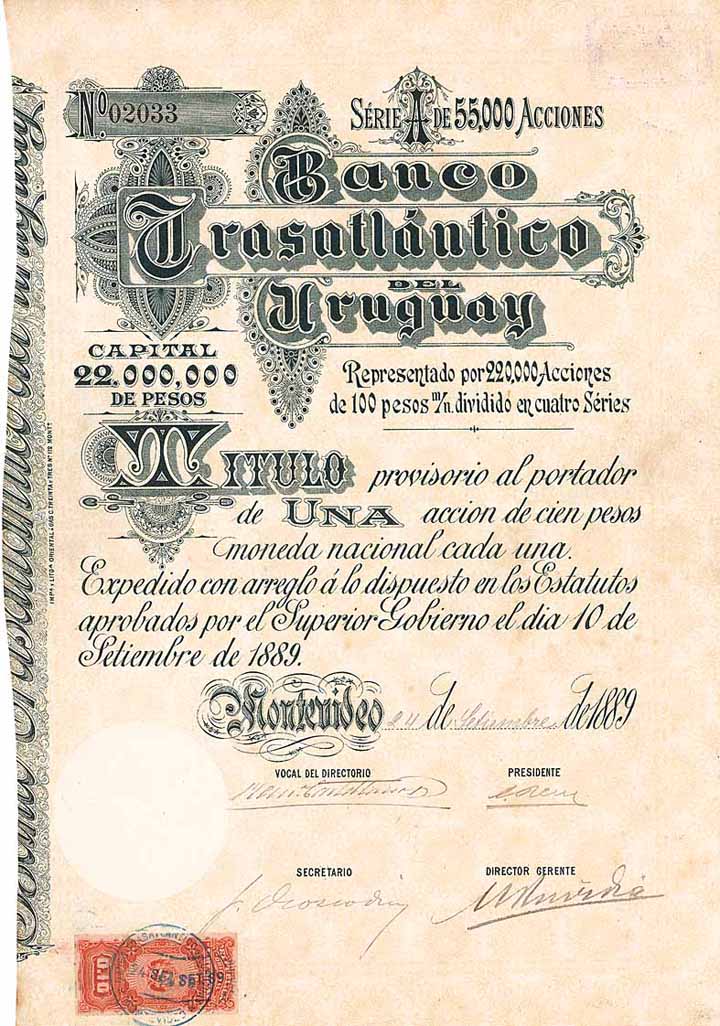 Nº 02033
SÉRIE A DE 55,000 ACCIONES
Banco
Trasatlántico
DEL
Uruguay
CAPITAL
22.000,000
DE PESOS
Representado por 220,000 Acciones
de 100 pesos m/n. dividido en cuatro Séries
TITULO provisorio al portador
de UNA accion de cien pesos
moneda nacional cada una.
Expedido con arreglo á lo dispuesto en los Estatutos
aprobados por el Superior Gobierno el dia 10 de
Setiembre de 1889.
Montevideo 24 de Setiembre de 1889
VOCAL DEL DIRECTORIO
PRESIDENTE
SECRETARIO
DIRECTOR GERENTE
Banco Trasatlántico del Uruguay